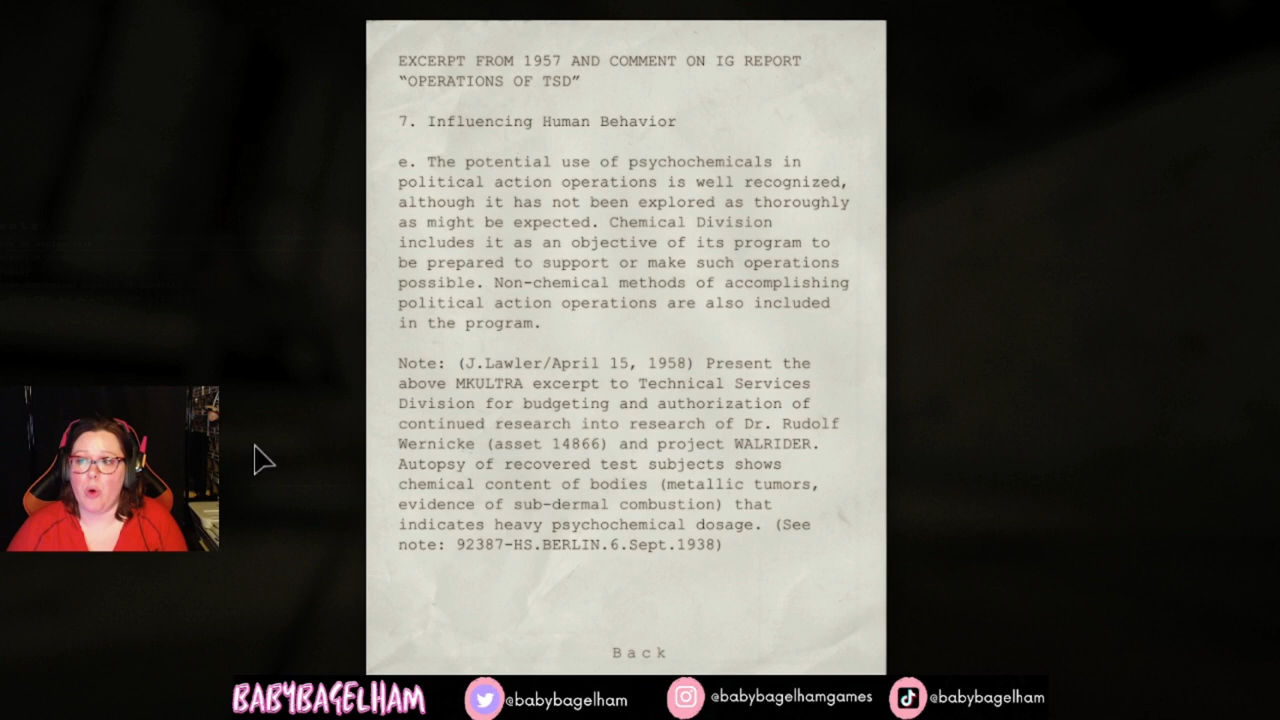 EXCERPT FROM 1957 AND COMMENT ON IG REPORT
“OPERATIONS OF TSD”
7. Influencing Human Behavior
e. The potential use of psychochemicals in
political action operations is well recognized,
although it has not been explored as thoroughly
as might be expected. Chemical Division
includes it as an objective of its program to
be prepared to support or make such operations
possible. Non-chemical methods of accomplishing
political action operations are also included
in the program.
Note: (J.Lawler/April 15, 1958) Present the
above MKULTRA excerpt to Technical Services
Division for budgeting and authorization of
continued research into research of Dr. Rudolf
Wernicke (asset 14866) and project WALRIDER.
Autopsy of recovered test subjects shows
chemical content of bodies (metallic tumors,
evidence of sub-dermal combustion) that
indicates heavy psychochemical dosage. (See
note: 92387-HS.BERLIN.6.Sept.1938)
Back
BABYBAGELHAM @babybagelham @babybagelhamgames @babybagelham